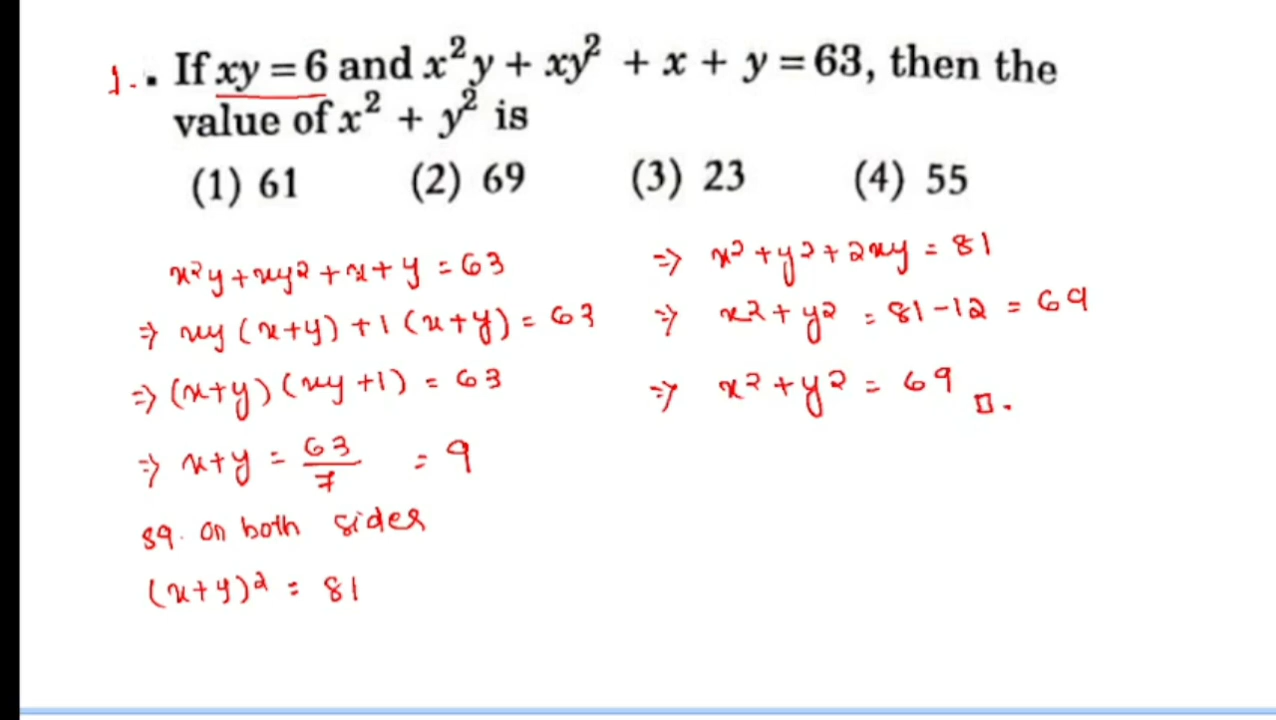 1. . If xy = 6 and x²y + xy² + x + y = 63, then the
value of x² + y² is
(1) 61 (2) 69 (3) 23 (4) 55
x²y + xy² + x + y = 63
⇒ xy (x+y) + 1 (x+y) = 63
⇒ (x+y) (xy +1) = 63
⇒ x+y = 63/7 = 9
sq. on both sides
(x+y)² = 81
⇒ x² + y² + 2xy = 81
⇒ x² + y² = 81 - 12 = 69
⇒ x² + y² = 69 □.